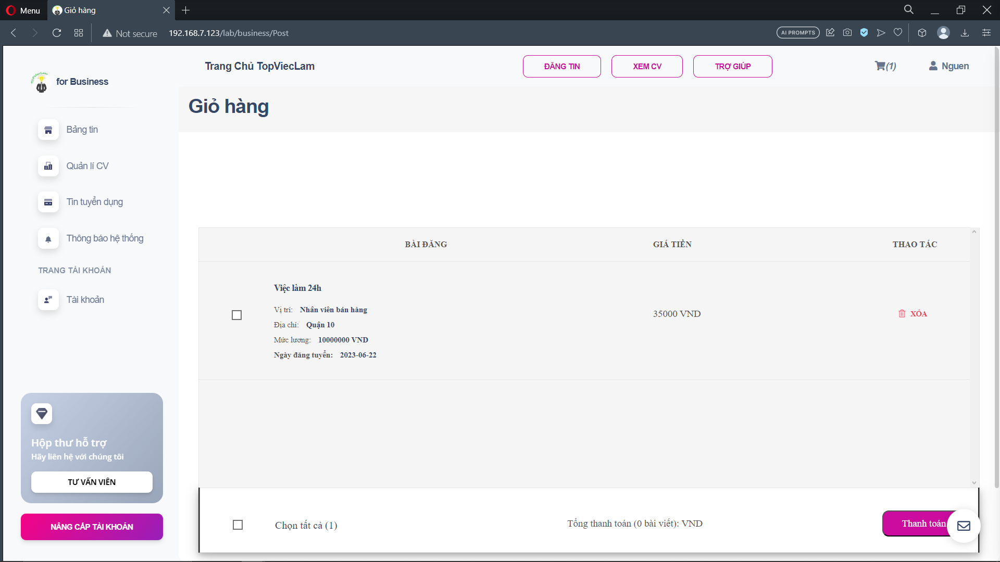 Menu
Giỏ hàng
Not secure
192.168.7.123/lab/business/Post
AI PROMPTS
TOPViecLam
for Business
Trang Chủ TopViecLam
ĐĂNG TIN
XEM CV
TRỢ GIÚP
(1)
Nguen
Giỏ hàng
Bảng tin
Quản lí CV
Tin tuyển dụng
Thông báo hệ thống
TRANG TÀI KHOẢN
Tài khoản
Hộp thư hỗ trợ
Hãy liên hệ với chúng tôi
TƯ VẤN VIÊN
NÂNG CẤP TÀI KHOẢN
BÀI ĐĂNG
GIÁ TIỀN
THAO TÁC
Việc làm 24h
Vị trí: Nhân viên bán hàng
Địa chỉ: Quận 10
Mức lương: 10000000 VND
Ngày đăng tuyển: 2023-06-22
35000 VND
XÓA
Chọn tất cả (1)
Tổng thanh toán (0 bài viết): VND
Thanh toán